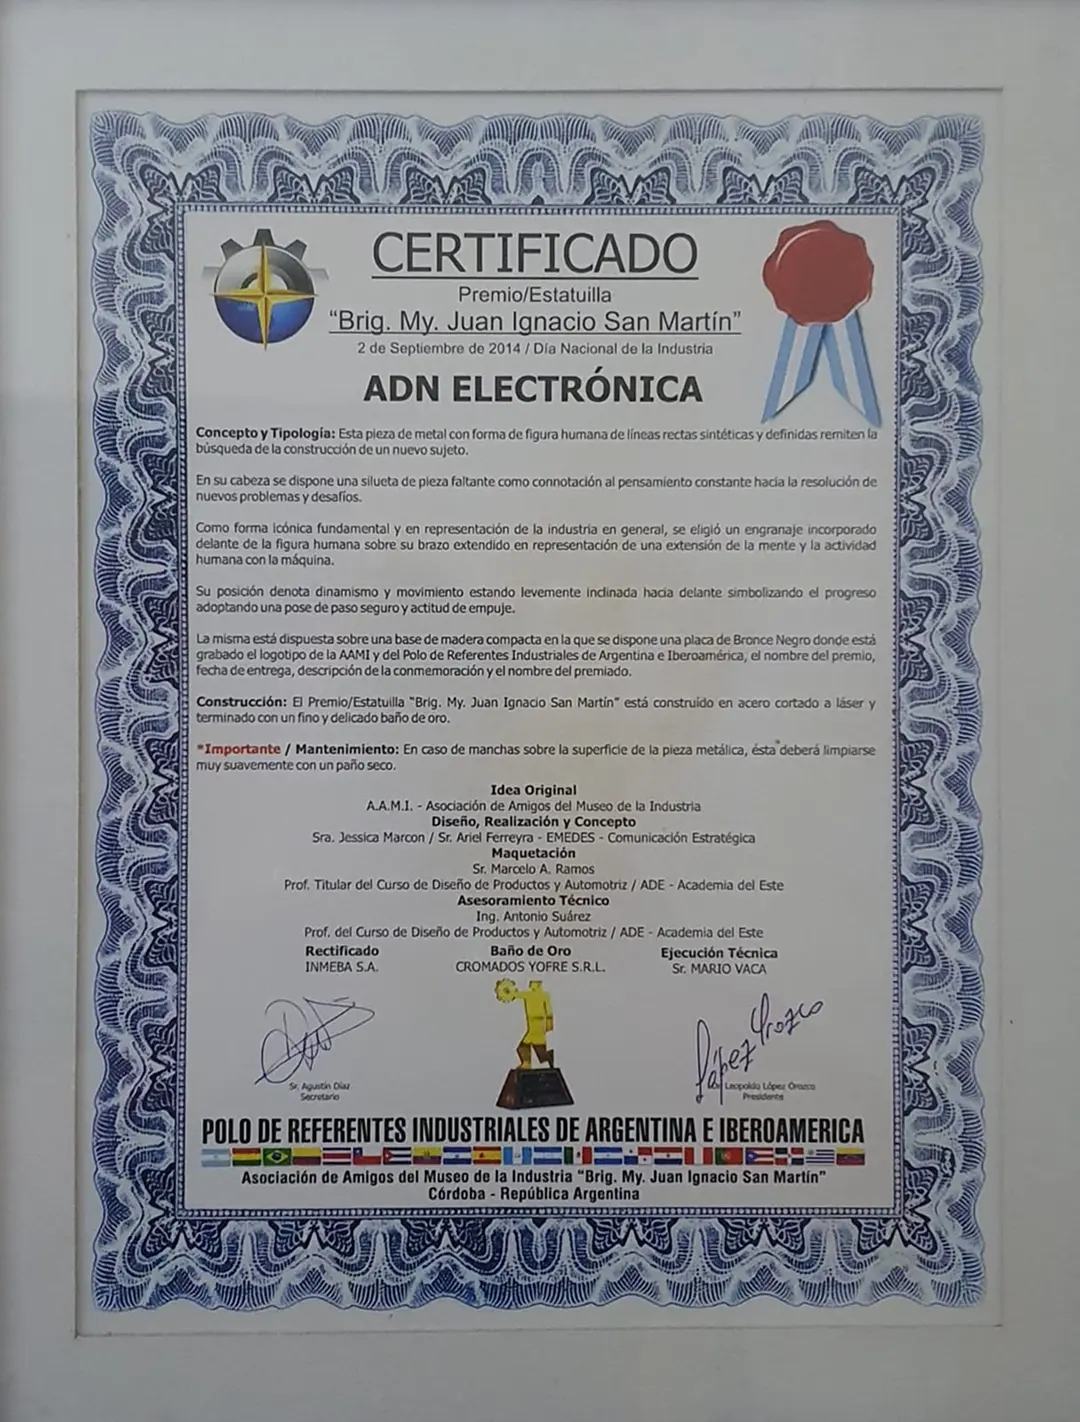 CERTIFICADO
Premio/Estatuilla
“Brig. My. Juan Ignacio San Martín”
2 de Septiembre de 2014 / Día Nacional de la Industria
ADN ELECTRÓNICA
Concepto y Tipología: Esta pieza de metal con forma de figura humana de líneas rectas sintéticas y definidas remiten la
búsqueda de la construcción de un nuevo sujeto.
En su cabeza se dispone una silueta de pieza faltante como connotación al pensamiento constante hacia la resolución de
nuevos problemas y desafíos.
Como forma icónica fundamental y en representación de la industria en general, se eligió un engranaje incorporado
delante de la figura humana sobre su brazo extendido en representación de una extensión de la mente y la actividad
humana con la máquina.
Su posición denota dinamismo y movimiento estando levemente inclinada hacia delante simbolizando el progreso
adoptando una pose de paso seguro y actitud de empuje.
La misma está dispuesta sobre una base de madera compacta en la que se dispone una placa de Bronce Negro donde está
grabado el logotipo de la AAMI y del Polo de Referentes Industriales de Argentina e Iberoamérica, el nombre del premio,
fecha de entrega, descripción de la conmemoración y el nombre del premiado.
Construcción: El Premio/Estatuilla “Brig. My. Juan Ignacio San Martín” está construido en acero cortado a láser y
terminado con un fino y delicado baño de oro.
*Importante / Mantenimiento: En caso de manchas sobre la superficie de la pieza metálica, ésta deberá limpiarse
muy suavemente con un paño seco.
Idea Original
A.A.M.I. - Asociación de Amigos del Museo de la Industria
Diseño, Realización y Concepto
Sra. Jessica Marcon / Sr. Ariel Ferreyra - EMEDES - Comunicación Estratégica
Maquetación
Sr. Marcelo A. Ramos
Prof. Titular del Curso de Diseño de Productos y Automotriz / ADE - Academia del Este
Asesoramiento Técnico
Ing. Antonio Suárez
Prof. del Curso de Diseño de Productos y Automotriz / ADE - Academia del Este
Rectificado Baño de Oro Ejecución Técnica
INMEBA S.A. CROMADOS YOFRE S.R.L. Sr. MARIO VACA
López Orozco
Sr. Agustín Díaz Leopoldo López Orozco
Secretario Presidente
POLO DE REFERENTES INDUSTRIALES DE ARGENTINA E IBEROAMERICA
Asociación de Amigos del Museo de la Industria “Brig. My. Juan Ignacio San Martín”
Córdoba - República Argentina